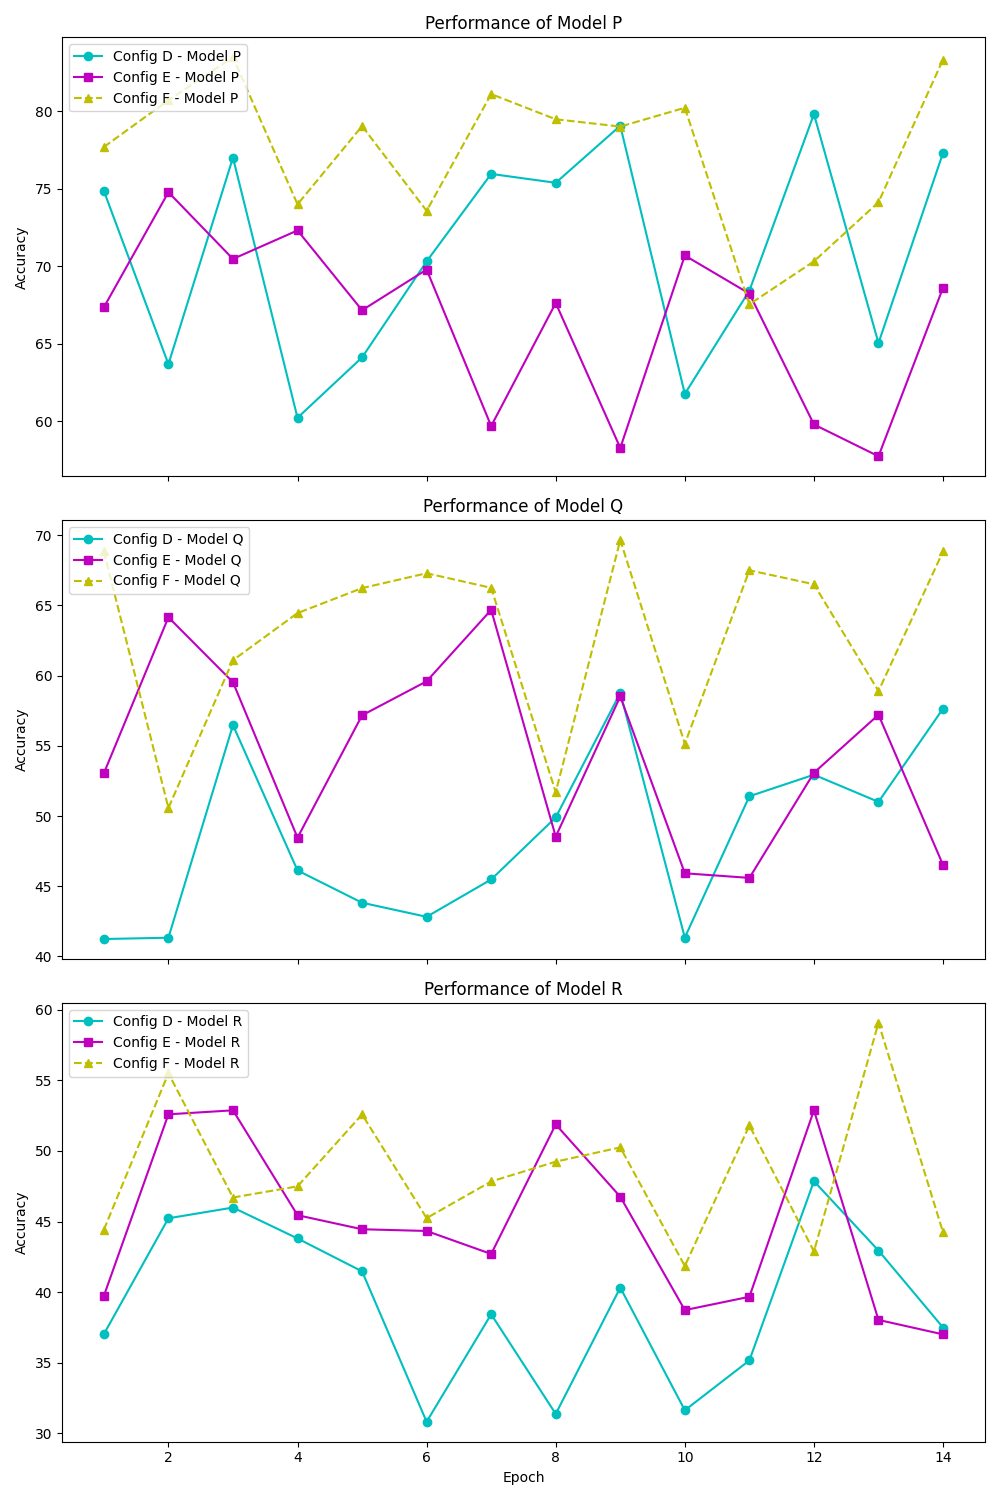 Performance of Model P
Config D - Model P
Config E - Model P
Config F - Model P
Accuracy
80
75
70
65
60
Performance of Model Q
Config D - Model Q
Config E - Model Q
Config F - Model Q
Accuracy
70
65
60
55
50
45
40
Performance of Model R
Config D - Model R
Config E - Model R
Config F - Model R
Accuracy
60
55
50
45
40
35
30
2 4 6 8 10 12 14
Epoch